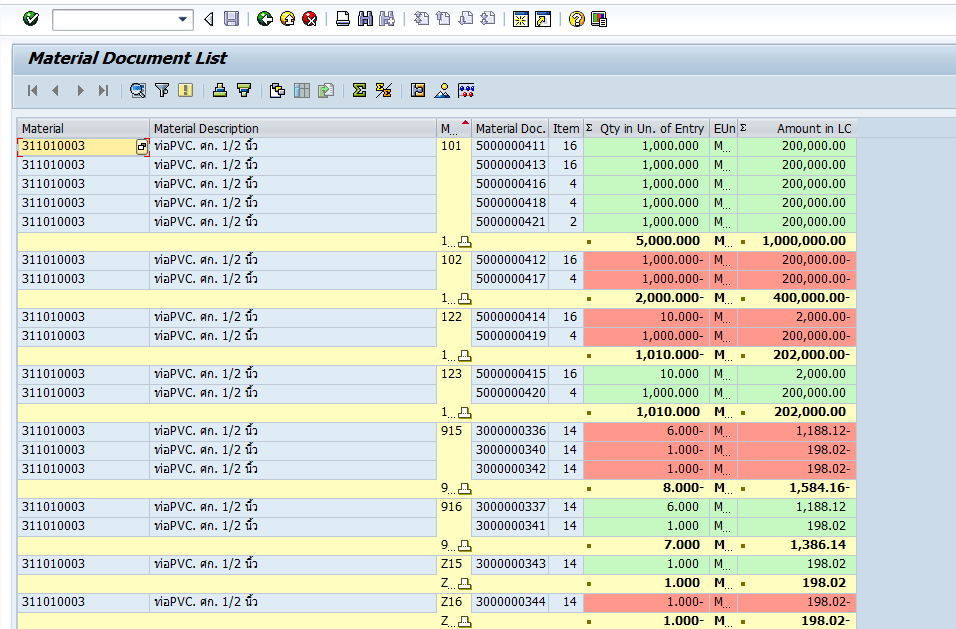 Material Document List
Material Material Description M... Material Doc. Item Σ Qty in Un. of Entry EUn Σ Amount in LC
311010003 ท่อPVC. ศก. 1/2 นิ้ว 101 5000000411 16 1,000.000 M... 200,000.00
311010003 ท่อPVC. ศก. 1/2 นิ้ว 5000000413 16 1,000.000 M... 200,000.00
311010003 ท่อPVC. ศก. 1/2 นิ้ว 5000000416 4 1,000.000 M... 200,000.00
311010003 ท่อPVC. ศก. 1/2 นิ้ว 5000000418 4 1,000.000 M... 200,000.00
311010003 ท่อPVC. ศก. 1/2 นิ้ว 5000000421 2 1,000.000 M... 200,000.00
1... 5,000.000 M... 1,000,000.00
311010003 ท่อPVC. ศก. 1/2 นิ้ว 102 5000000412 16 1,000.000- M... 200,000.00-
311010003 ท่อPVC. ศก. 1/2 นิ้ว 5000000417 4 1,000.000- M... 200,000.00-
1... 2,000.000- M... 400,000.00-
311010003 ท่อPVC. ศก. 1/2 นิ้ว 122 5000000414 16 10.000- M... 2,000.00-
311010003 ท่อPVC. ศก. 1/2 นิ้ว 5000000419 4 1,000.000- M... 200,000.00-
1... 1,010.000- M... 202,000.00-
311010003 ท่อPVC. ศก. 1/2 นิ้ว 123 5000000415 16 10.000 M... 2,000.00
311010003 ท่อPVC. ศก. 1/2 นิ้ว 5000000420 4 1,000.000 M... 200,000.00
1... 1,010.000 M... 202,000.00
311010003 ท่อPVC. ศก. 1/2 นิ้ว 915 3000000336 14 6.000- M... 1,188.12-
311010003 ท่อPVC. ศก. 1/2 นิ้ว 3000000340 14 1.000- M... 198.02-
311010003 ท่อPVC. ศก. 1/2 นิ้ว 3000000342 14 1.000- M... 198.02-
9... 8.000- M... 1,584.16-
311010003 ท่อPVC. ศก. 1/2 นิ้ว 916 3000000337 14 6.000 M... 1,188.12
311010003 ท่อPVC. ศก. 1/2 นิ้ว 3000000341 14 1.000 M... 198.02
9... 7.000 M... 1,386.14
311010003 ท่อPVC. ศก. 1/2 นิ้ว Z15 3000000343 14 1.000 M... 198.02
Z... 1.000 M... 198.02
311010003 ท่อPVC. ศก. 1/2 นิ้ว Z16 3000000344 14 1.000- M... 198.02-
Z... 1.000- M... 198.02-